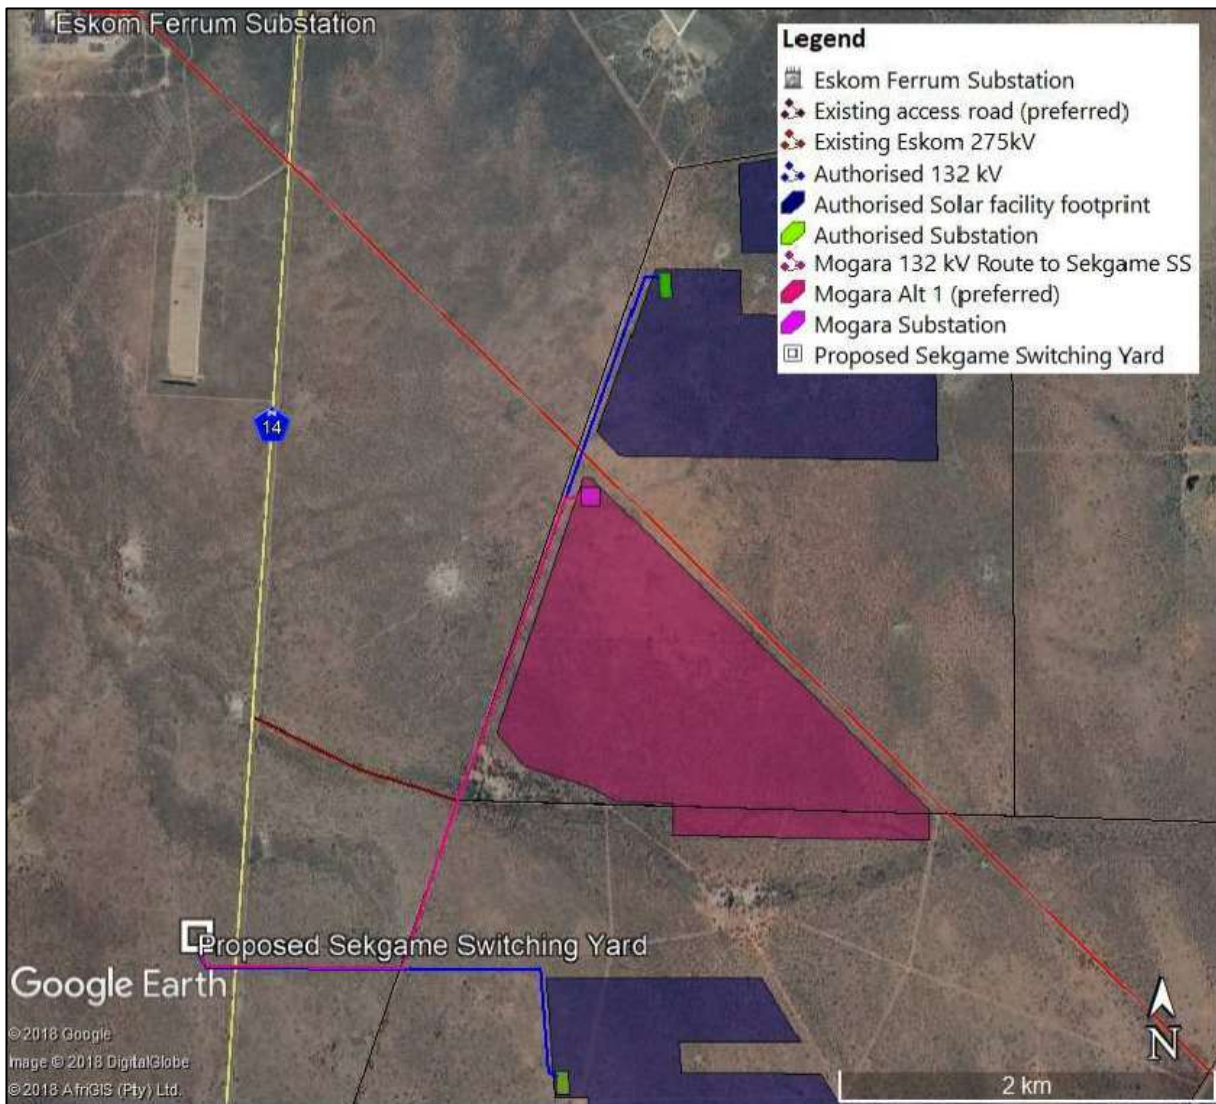 Eskom Ferrum Substation
Legend
Eskom Ferrum Substation
Existing access road (preferred)
Existing Eskom 275kV
Authorised 132 kV
Authorised Solar facility footprint
Authorised Substation
Mogara 132 kV Route to Sekgame SS
Mogara Alt 1 (preferred)
Mogara Substation
Proposed Sekgame Switching Yard
14
Proposed Sekgame Switching Yard
Google Earth
© 2018 Google
Image © 2018 DigitalGlobe
© 2018 AfriGIS (Pty) Ltd.
N
2 km